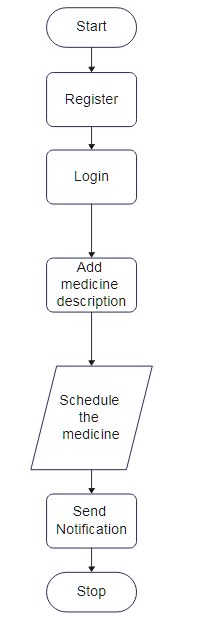 Start
Register
Login
Add
medicine
description
Schedule
the
medicine
Send
Notification
Stop